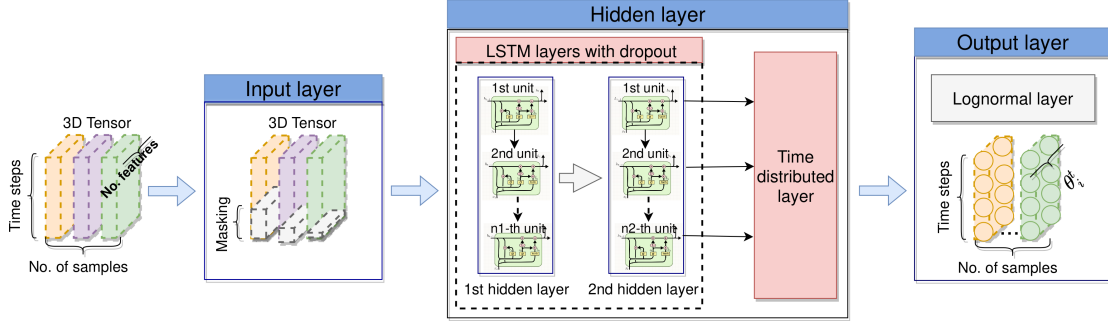 3D Tensor
Time steps
No. features
No. of samples
Input layer
3D Tensor
Masking
Hidden layer
LSTM layers with dropout
1st unit
2nd unit
n1-th unit
1st hidden layer
1st unit
2nd unit
n2-th unit
2nd hidden layer
Time
distributed
layer
Output layer
Lognormal layer
Time steps
θ_i^t
No. of samples